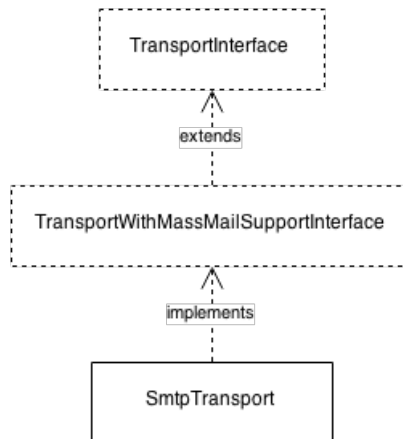 TransportInterface
extends
TransportWithMassMailSupportInterface
implements
SmtpTransport